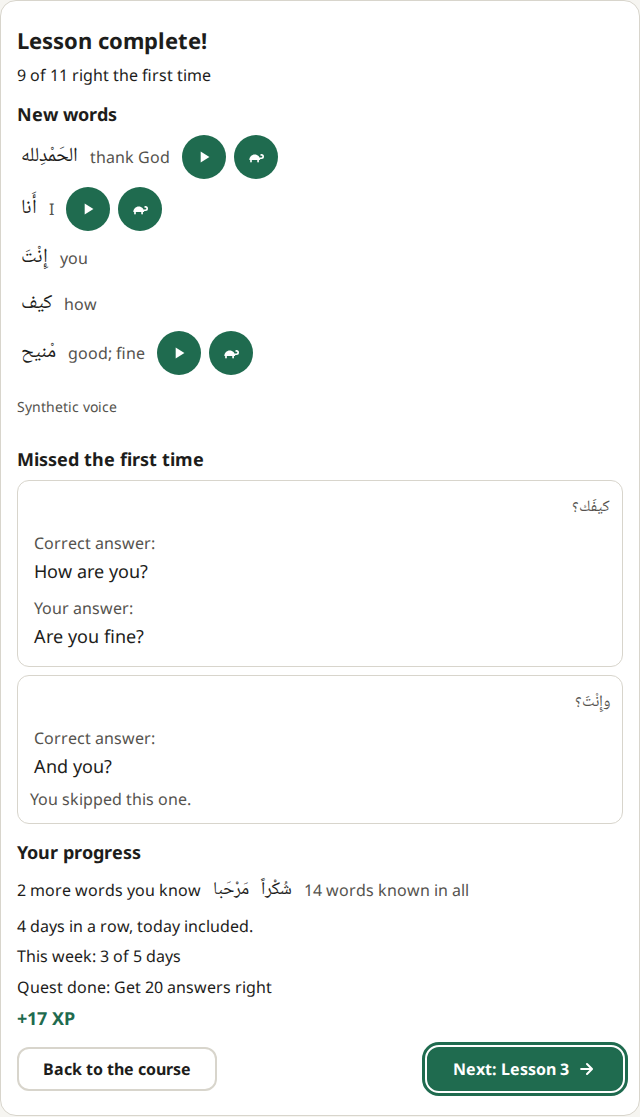 Lesson complete!
9 of 11 right the first time
New words
الحَمْدِلله thank God
أَنا I
إِنْتَ you
كيف how
مْنيح good; fine
Synthetic voice
Missed the first time
كيفَك؟
Correct answer:
How are you?
Your answer:
Are you fine?
وإِنْتَ؟
Correct answer:
And you?
You skipped this one.
Your progress
2 more words you know مَرْحَبا شُكْراً 14 words known in all
4 days in a row, today included.
This week: 3 of 5 days
Quest done: Get 20 answers right
+17 XP
Back to the course
Next: Lesson 3 →